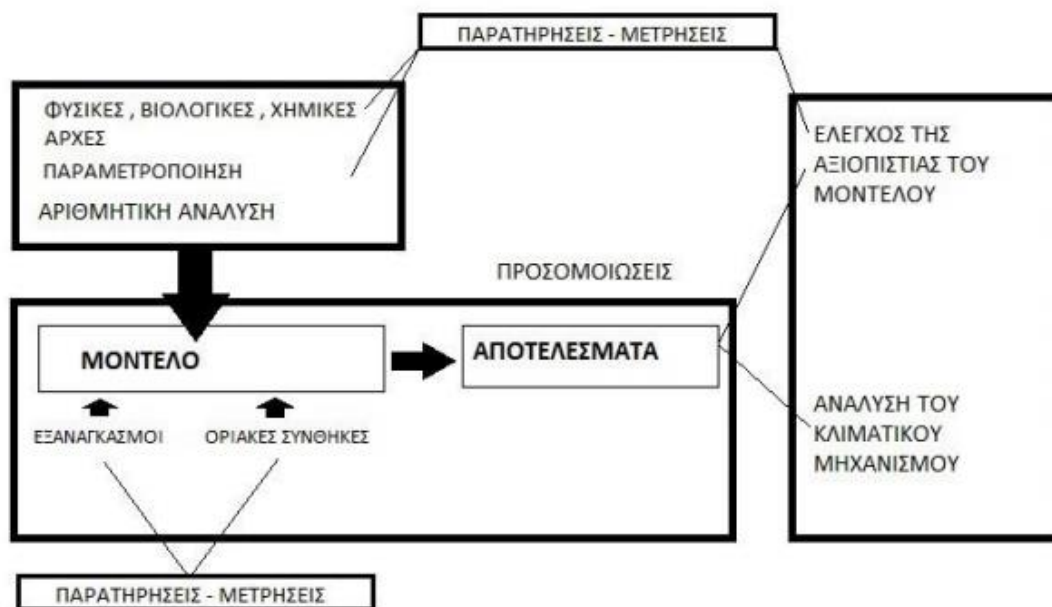 ΠΑΡΑΤΗΡΗΣΕΙΣ - ΜΕΤΡΗΣΕΙΣ
ΦΥΣΙΚΕΣ , ΒΙΟΛΟΓΙΚΕΣ , ΧΗΜΙΚΕΣ
ΑΡΧΕΣ
ΠΑΡΑΜΕΤΡΟΠΟΙΗΣΗ
ΑΡΙΘΜΗΤΙΚΗ ΑΝΑΛΥΣΗ
ΕΛΕΓΧΟΣ ΤΗΣ
ΑΞΙΟΠΙΣΤΙΑΣ ΤΟΥ
ΜΟΝΤΕΛΟΥ
ΠΡΟΣΟΜΟΙΩΣΕΙΣ
ΜΟΝΤΕΛΟ
ΑΠΟΤΕΛΕΣΜΑΤΑ
ΕΞΑΝΑΓΚΑΣΜΟΙ
ΟΡΙΑΚΕΣ ΣΥΝΘΗΚΕΣ
ΑΝΑΛΥΣΗ ΤΟΥ
ΚΛΙΜΑΤΙΚΟΥ
ΜΗΧΑΝΙΣΜΟΥ
ΠΑΡΑΤΗΡΗΣΕΙΣ - ΜΕΤΡΗΣΕΙΣ